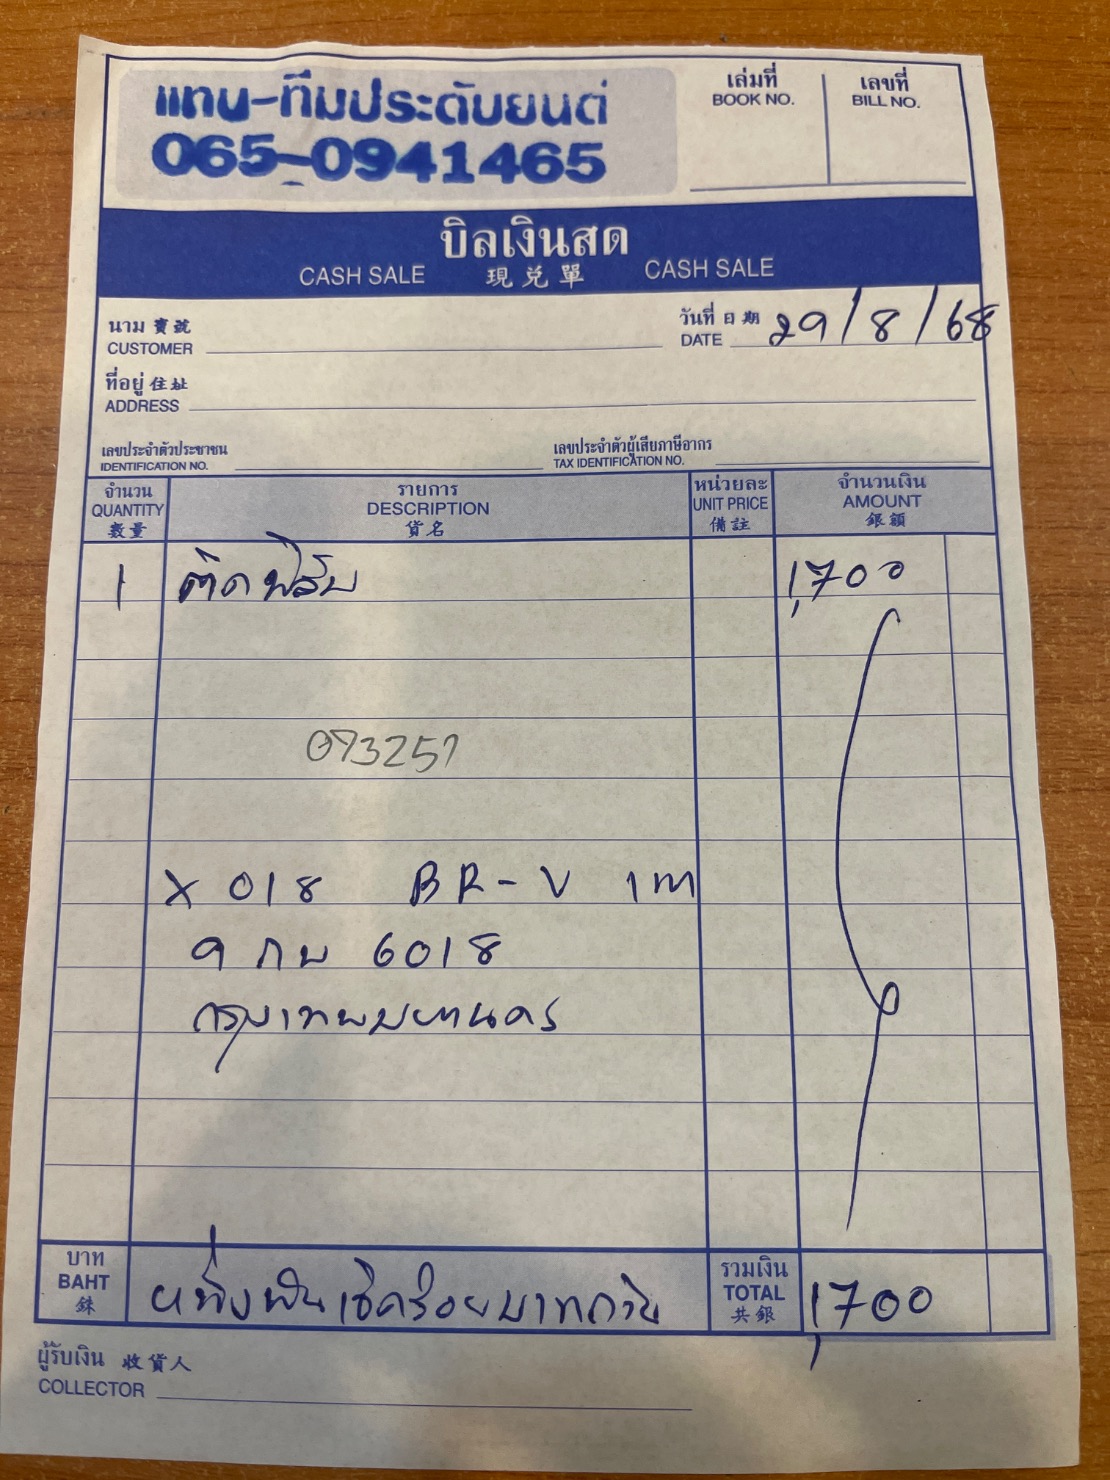 แทน-ทีมประดับยนต์
065-0941465
เล่มที่
BOOK NO.
เลขที่
BILL NO.
บิลเงินสด
CASH SALE 現兌單 CASH SALE
นาม 寶號
CUSTOMER
วันที่ 日期
DATE 29/8/68
ที่อยู่ 住址
ADDRESS
เลขประจำตัวประชาชน
IDENTIFICATION NO.
เลขประจำตัวผู้เสียภาษีอากร
TAX IDENTIFICATION NO.
จำนวน
QUANTITY
數量
รายการ
DESCRIPTION
貨名
หน่วยละ
UNIT PRICE
備註
จำนวนเงิน
AMOUNT
銀額
1 ติดฟิล์ม 1,700
073257
X 018 BR-V เทา
9 กบ 6018
กรุงเทพมหานคร
บาท
BAHT
銖
หนึ่งพันเจ็ดร้อยบาทถ้วน
รวมเงิน
TOTAL
共銀
1,700
ผู้รับเงิน 收貨人
COLLECTOR